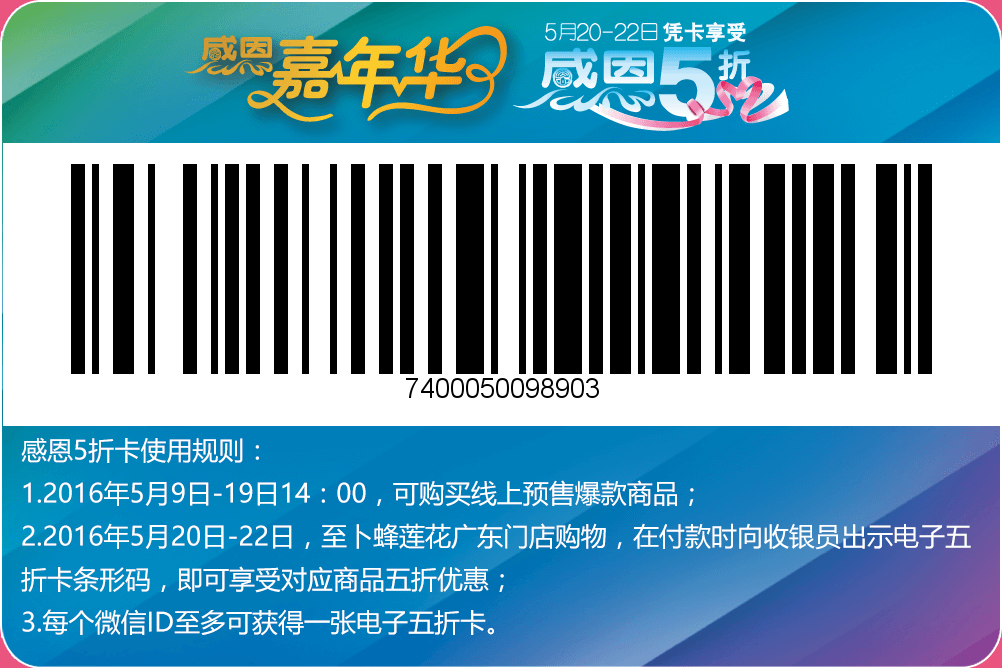 感恩嘉年华
5月20-22日 凭卡享受
感恩5折
7400050098903
感恩5折卡使用规则：
1.2016年5月9日-19日14：00，可购买线上预售爆款商品；
2.2016年5月20日-22日，至卜蜂莲花广东门店购物，在付款时向收银员出示电子五
折卡条形码，即可享受对应商品五折优惠；
3.每个微信ID至多可获得一张电子五折卡。